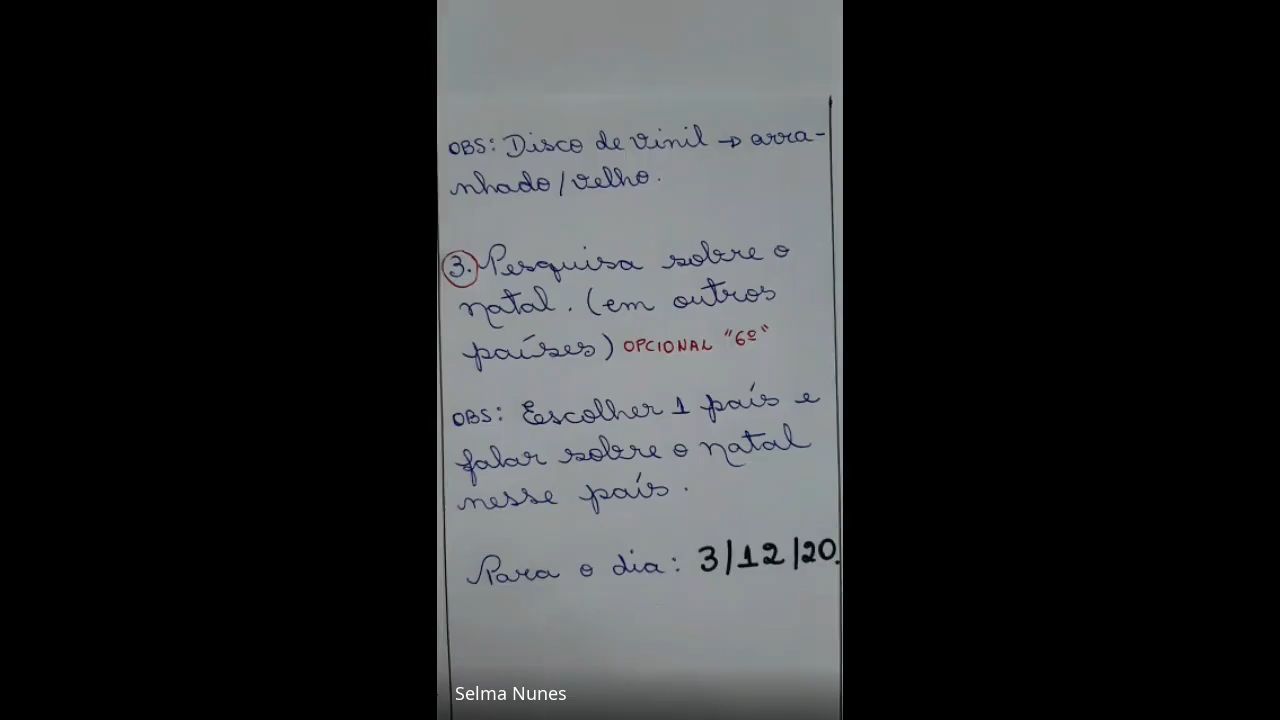 OBS: Disco de vinil → arra-
nhado/velho.
3. Pesquisa sobre o
natal. (em outros
países) OPCIONAL "6º"
OBS: Escolher 1 país e
falar sobre o natal
nesse país.
Para o dia: 3/12/20.
Selma Nunes